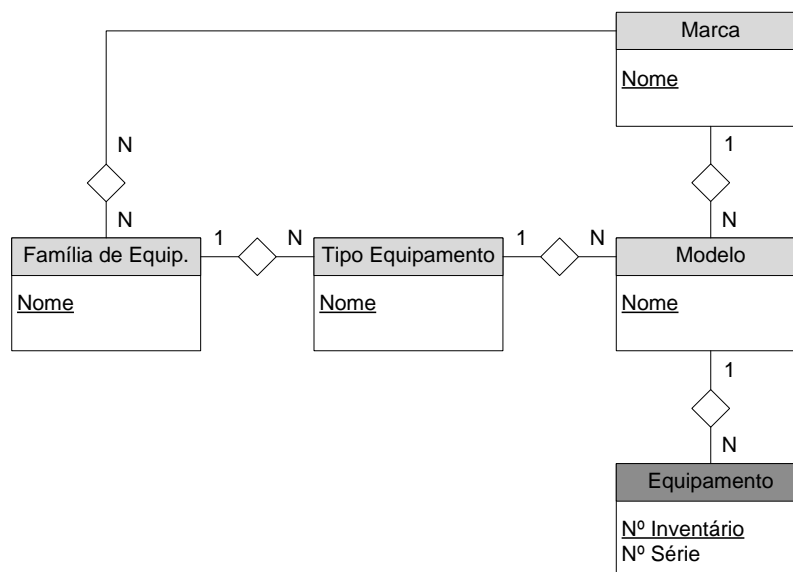 Marca
Nome
N
1
N
N
Família de Equip.
1
N
Tipo Equipamento
1
N
Modelo
Nome
Nome
Nome
1
N
Equipamento
Nº Inventário
Nº Série